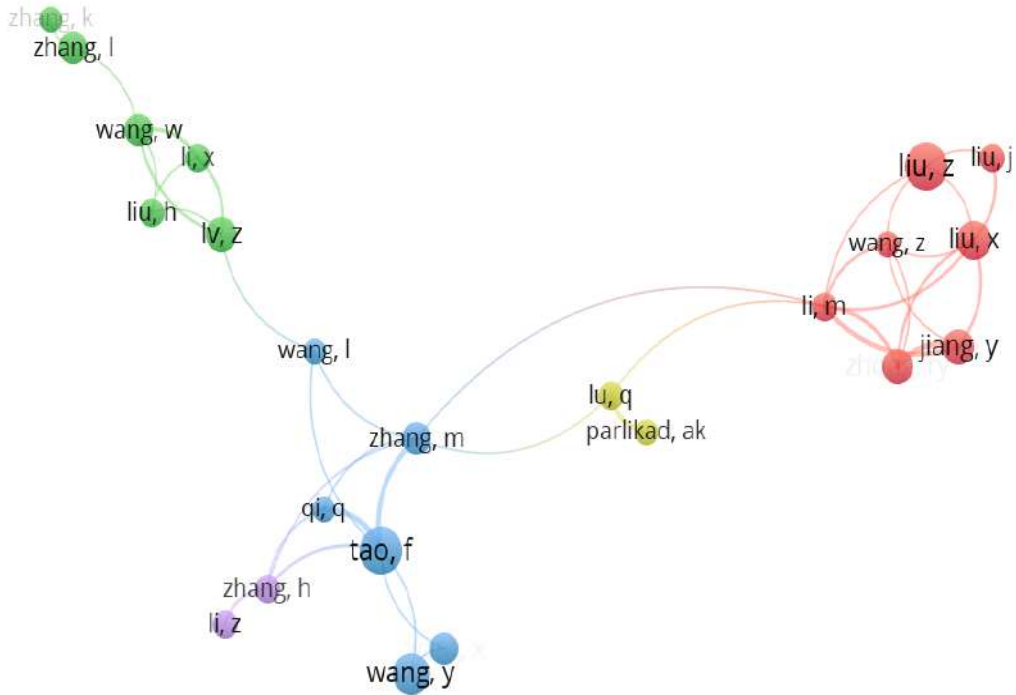 zhang, k
zhang, l
wang, w
li, x
liu, h
lv, z
liu, z
liu, j
wang, z
liu, x
li, m
jiang, y
wang, l
lu, q
parlikad, ak
zhang, m
qi, q
tao, f
zhang, h
li, z
wang, y